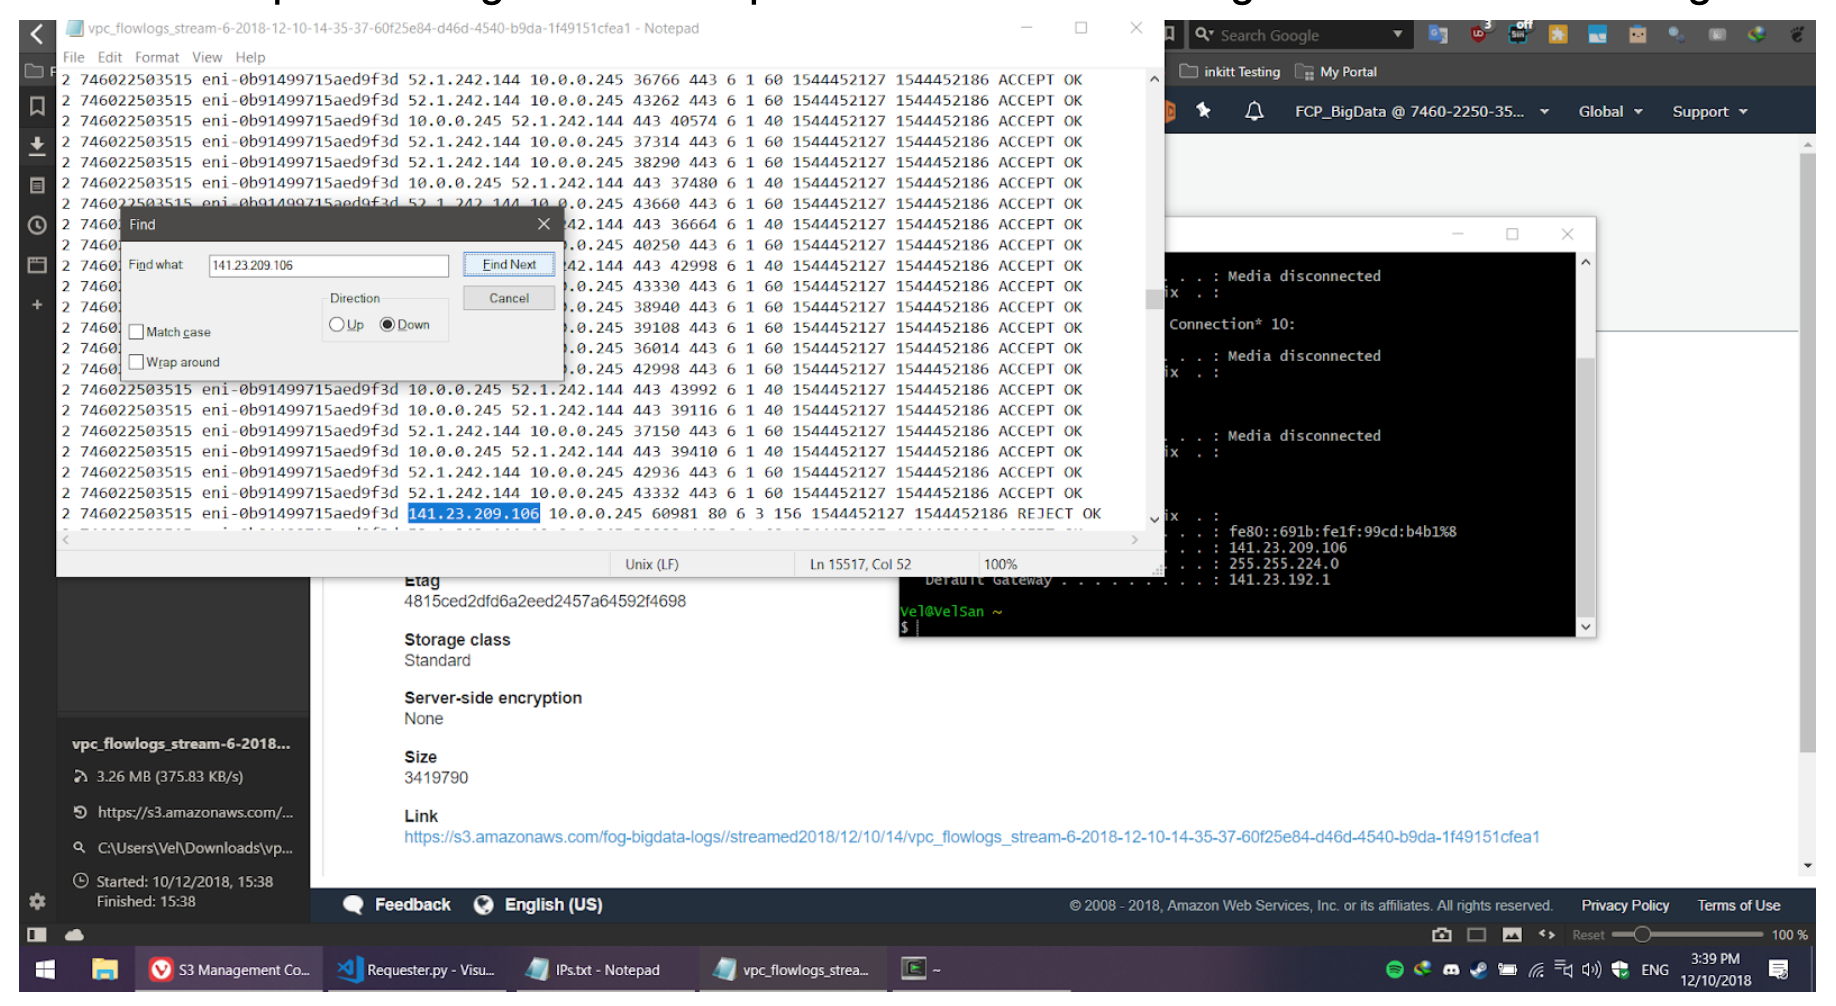 vpc_flowlogs_stream-6-2018-12-10-14-35-37-60f25e84-d46d-4540-b9da-1f49151cfea1 - Notepad
File Edit Format View Help
2 746022503515 eni-0b91499715aed9f3d 52.1.242.144 10.0.0.245 36766 443 6 1 60 1544452127 1544452186 ACCEPT OK
2 746022503515 eni-0b91499715aed9f3d 52.1.242.144 10.0.0.245 43262 443 6 1 60 1544452127 1544452186 ACCEPT OK
2 746022503515 eni-0b91499715aed9f3d 10.0.0.245 52.1.242.144 443 40574 6 1 40 1544452127 1544452186 ACCEPT OK
2 746022503515 eni-0b91499715aed9f3d 52.1.242.144 10.0.0.245 37314 443 6 1 60 1544452127 1544452186 ACCEPT OK
2 746022503515 eni-0b91499715aed9f3d 52.1.242.144 10.0.0.245 38290 443 6 1 60 1544452127 1544452186 ACCEPT OK
2 746022503515 eni-0b91499715aed9f3d 10.0.0.245 52.1.242.144 443 37480 6 1 40 1544452127 1544452186 ACCEPT OK
2 746022503515 eni-0b91499715aed9f3d 52.1.242.144 10.0.0.245 43660 443 6 1 60 1544452127 1544452186 ACCEPT OK
2 7460 42.144 443 36664 6 1 40 1544452127 1544452186 ACCEPT OK
2 7460 .0.245 40250 443 6 1 60 1544452127 1544452186 ACCEPT OK
2 7460 42.144 443 42998 6 1 40 1544452127 1544452186 ACCEPT OK
2 7460 .0.245 43330 443 6 1 60 1544452127 1544452186 ACCEPT OK
2 7460 .0.245 38940 443 6 1 60 1544452127 1544452186 ACCEPT OK
2 7460 .0.245 39108 443 6 1 60 1544452127 1544452186 ACCEPT OK
2 7460 .0.245 36014 443 6 1 60 1544452127 1544452186 ACCEPT OK
2 7460 .0.245 42998 443 6 1 60 1544452127 1544452186 ACCEPT OK
2 746022503515 eni-0b91499715aed9f3d 10.0.0.245 52.1.242.144 443 43992 6 1 40 1544452127 1544452186 ACCEPT OK
2 746022503515 eni-0b91499715aed9f3d 10.0.0.245 52.1.242.144 443 39116 6 1 40 1544452127 1544452186 ACCEPT OK
2 746022503515 eni-0b91499715aed9f3d 52.1.242.144 10.0.0.245 37150 443 6 1 60 1544452127 1544452186 ACCEPT OK
2 746022503515 eni-0b91499715aed9f3d 10.0.0.245 52.1.242.144 443 39410 6 1 40 1544452127 1544452186 ACCEPT OK
2 746022503515 eni-0b91499715aed9f3d 52.1.242.144 10.0.0.245 42936 443 6 1 60 1544452127 1544452186 ACCEPT OK
2 746022503515 eni-0b91499715aed9f3d 52.1.242.144 10.0.0.245 43332 443 6 1 60 1544452127 1544452186 ACCEPT OK
2 746022503515 eni-0b91499715aed9f3d 141.23.209.106 10.0.0.245 60981 80 6 3 156 1544452127 1544452186 REJECT OK
Unix (LF) Ln 15517, Col 52 100%
Find
Find what: 141.23.209.106 Find Next
Direction Cancel
Up Down
Match case
Wrap around
Search Google
3 off
inkitt Testing My Portal
FCP_BigData @ 7460-2250-35... Global Support
. . : Media disconnected
ix . :
Connection* 10:
. . . : Media disconnected
ix . :
. . . : Media disconnected
ix . :
ix . :
. . . : fe80::691b:fe1f:99cd:b4b1%8
. . . : 141.23.209.106
. . . : 255.255.224.0
Default Gateway . . . . . . . . . : 141.23.192.1
Vel@VelSan ~
$
Etag
4815ced2dfd6a2eed2457a64592f4698
Storage class
Standard
Server-side encryption
None
Size
3419790
Link
https://s3.amazonaws.com/fog-bigdata-logs//streamed2018/12/10/14/vpc_flowlogs_stream-6-2018-12-10-14-35-37-60f25e84-d46d-4540-b9da-1f49151cfea1
vpc_flowlogs_stream-6-2018...
3.26 MB (375.83 KB/s)
https://s3.amazonaws.com/...
C:\Users\Vel\Downloads\vp...
Started: 10/12/2018, 15:38
Finished: 15:38
Feedback English (US) © 2008 - 2018, Amazon Web Services, Inc. or its affiliates. All rights reserved. Privacy Policy Terms of Use
Reset 100 %
S3 Management Co... Requester.py - Visu... IPs.txt - Notepad vpc_flowlogs_strea... ~ ENG 3:39 PM
12/10/2018